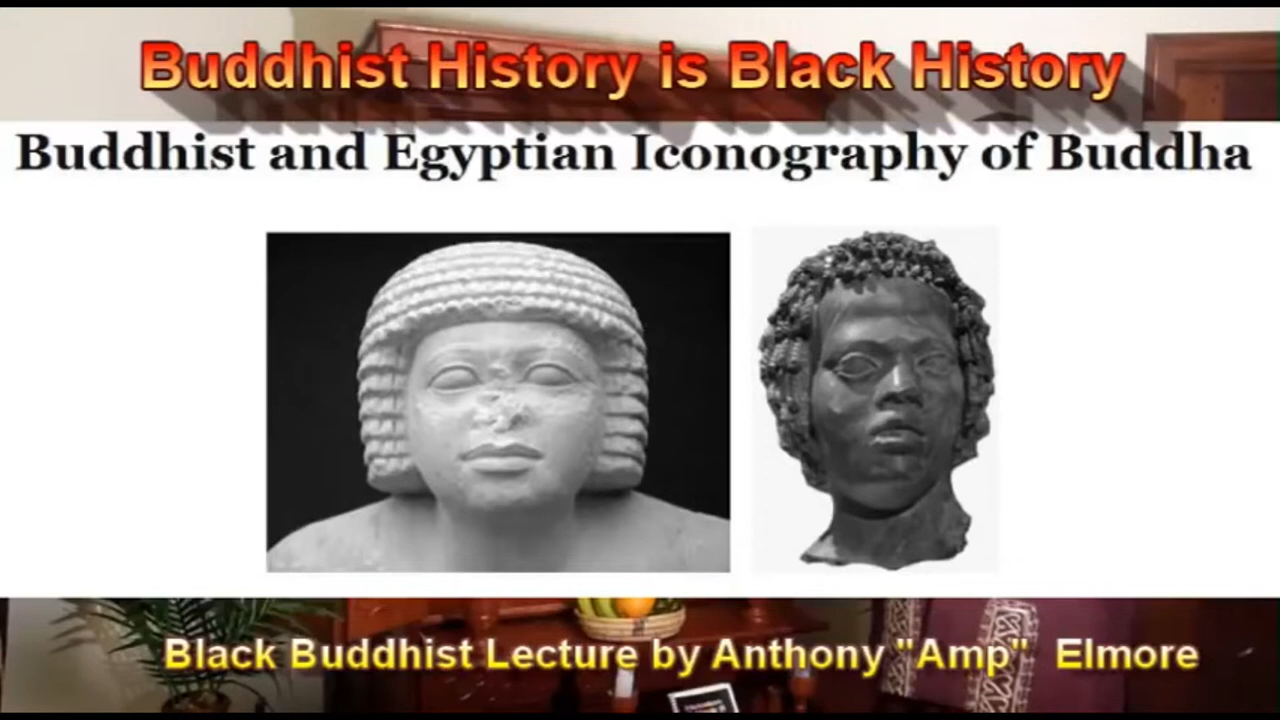 Buddhist History is Black History
Buddhist and Egyptian Iconography of Buddha
Black Buddhist Lecture by Anthony "Amp" Elmore